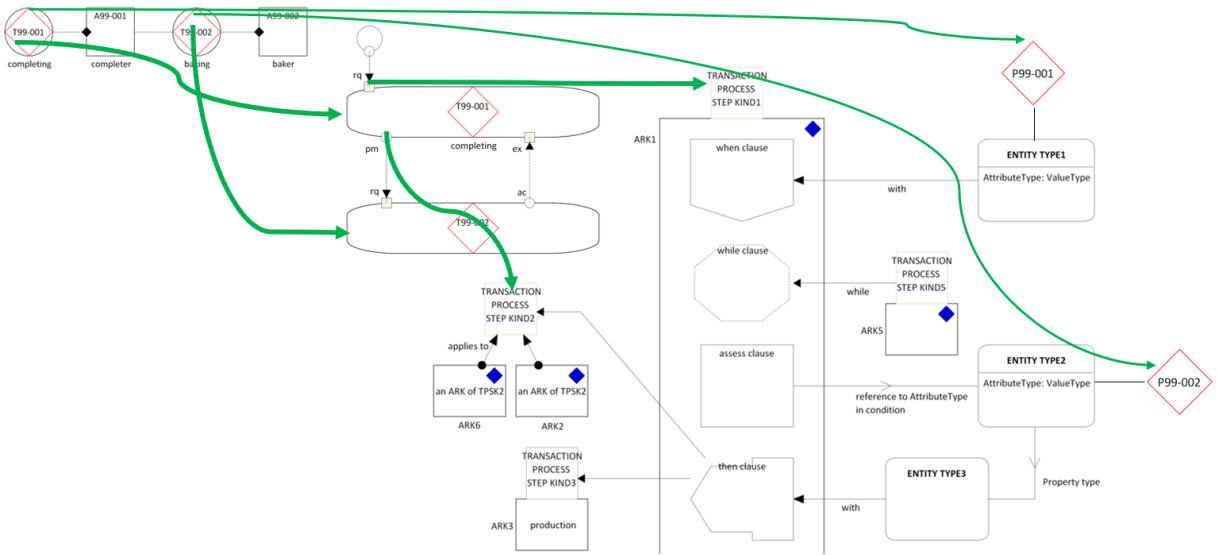 T99-001
completing
A99-001
completer
T99-002
baking
A99-002
baker
rq
T99-001
completing
pm
ex
rq
ac
T99-002
TRANSACTION
PROCESS
STEP KIND1
ARK1
when clause
with
P99-001
ENTITY TYPE1
AttributeType: ValueType
while clause
while
TRANSACTION
PROCESS
STEP KIND5
ARK5
TRANSACTION
PROCESS
STEP KIND2
applies to
an ARK of TPSK2
ARK6
an ARK of TPSK2
ARK2
assess clause
reference to AttributeType
in condition
ENTITY TYPE2
AttributeType: ValueType
P99-002
Property type
TRANSACTION
PROCESS
STEP KIND3
ARK3
production
then clause
with
ENTITY TYPE3